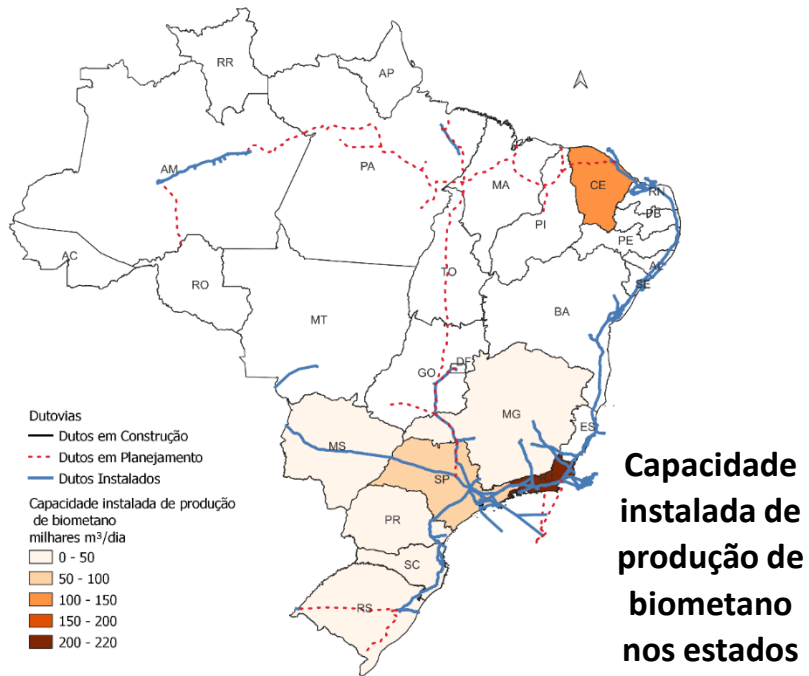 RR
AP
AM
PA
MA
CE
RN
PB
PI
PE
AC
AL
SE
RO
TO
BA
MT
DF
GO
MG
ES
MS
SP
PR
SC
RS
Dutovias
Dutos em Construção
Dutos em Planejamento
Dutos Instalados
Capacidade instalada de produção
de biometano
milhares m³/dia
0 - 50
50 - 100
100 - 150
150 - 200
200 - 220
Capacidade
instalada de
produção de
biometano
nos estados